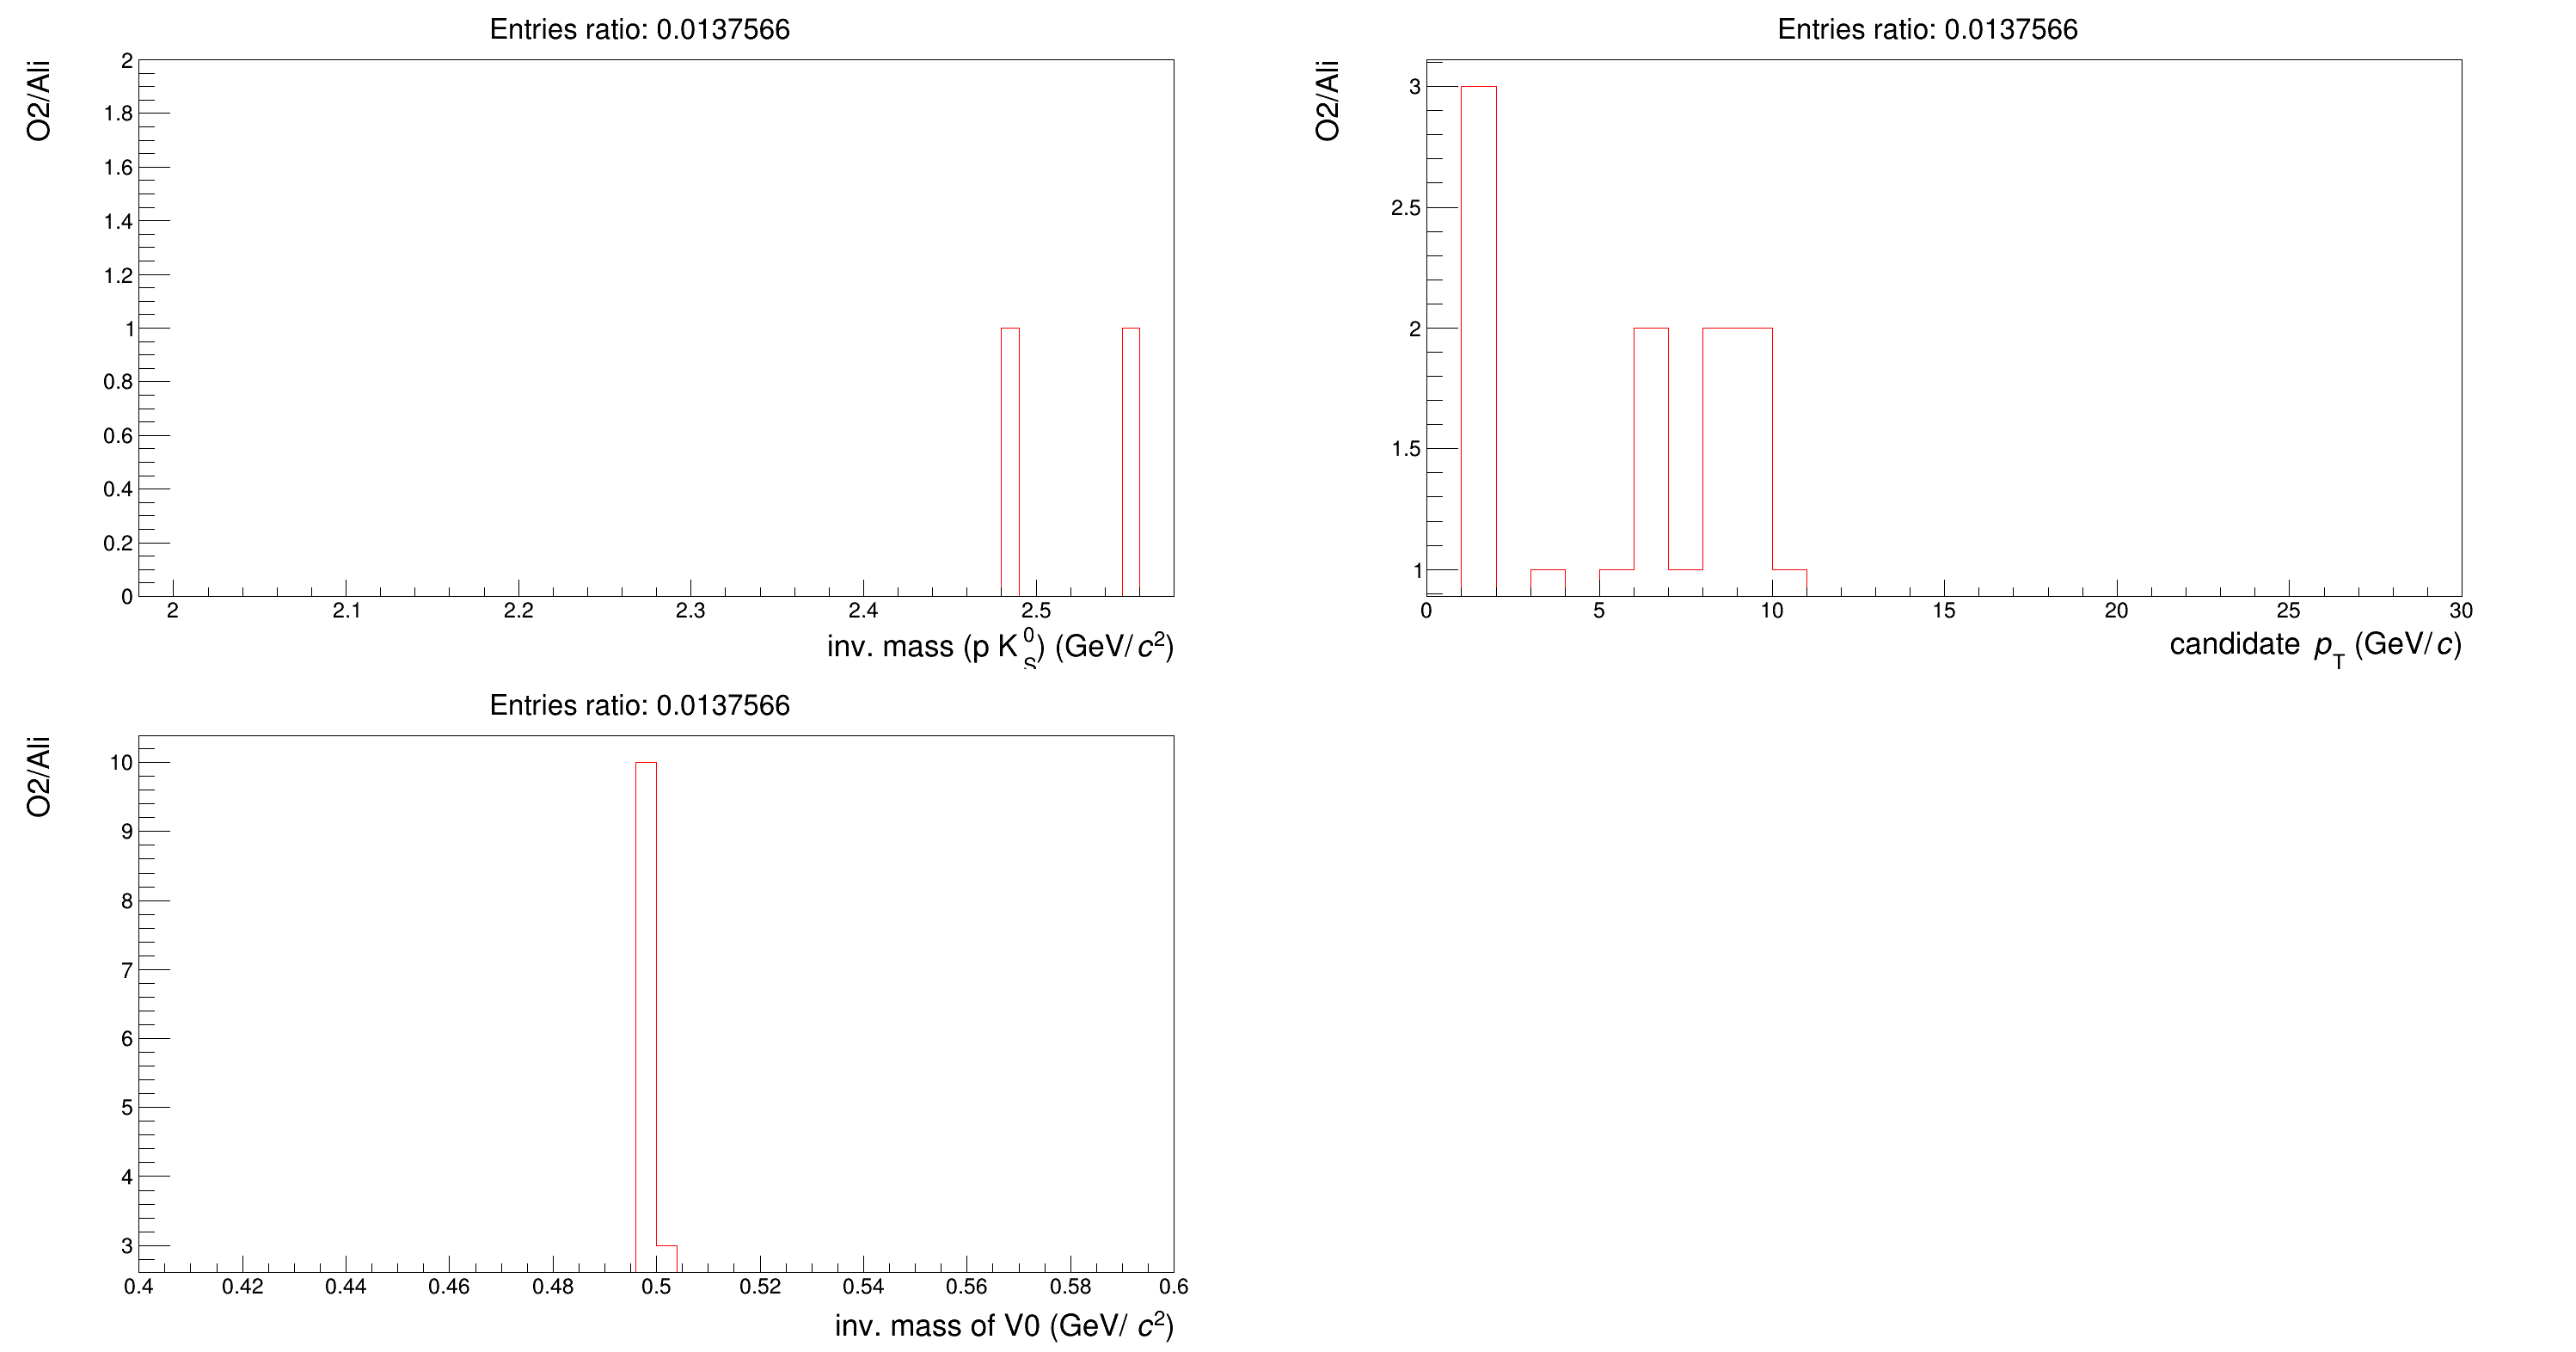 Entries ratio: 0.0137566
O2/Ali
2
1.8
1.6
1.4
1.2
1
0.8
0.6
0.4
0.2
0
2 2.1 2.2 2.3 2.4 2.5
inv. mass (p K⁰S) (GeV/c²)
Entries ratio: 0.0137566
O2/Ali
3
2.5
2
1.5
1
0 5 10 15 20 25 30
candidate pT (GeV/c)
Entries ratio: 0.0137566
O2/Ali
10
9
8
7
6
5
4
3
0.4 0.42 0.44 0.46 0.48 0.5 0.52 0.54 0.56 0.58 0.6
inv. mass of V0 (GeV/ c²)